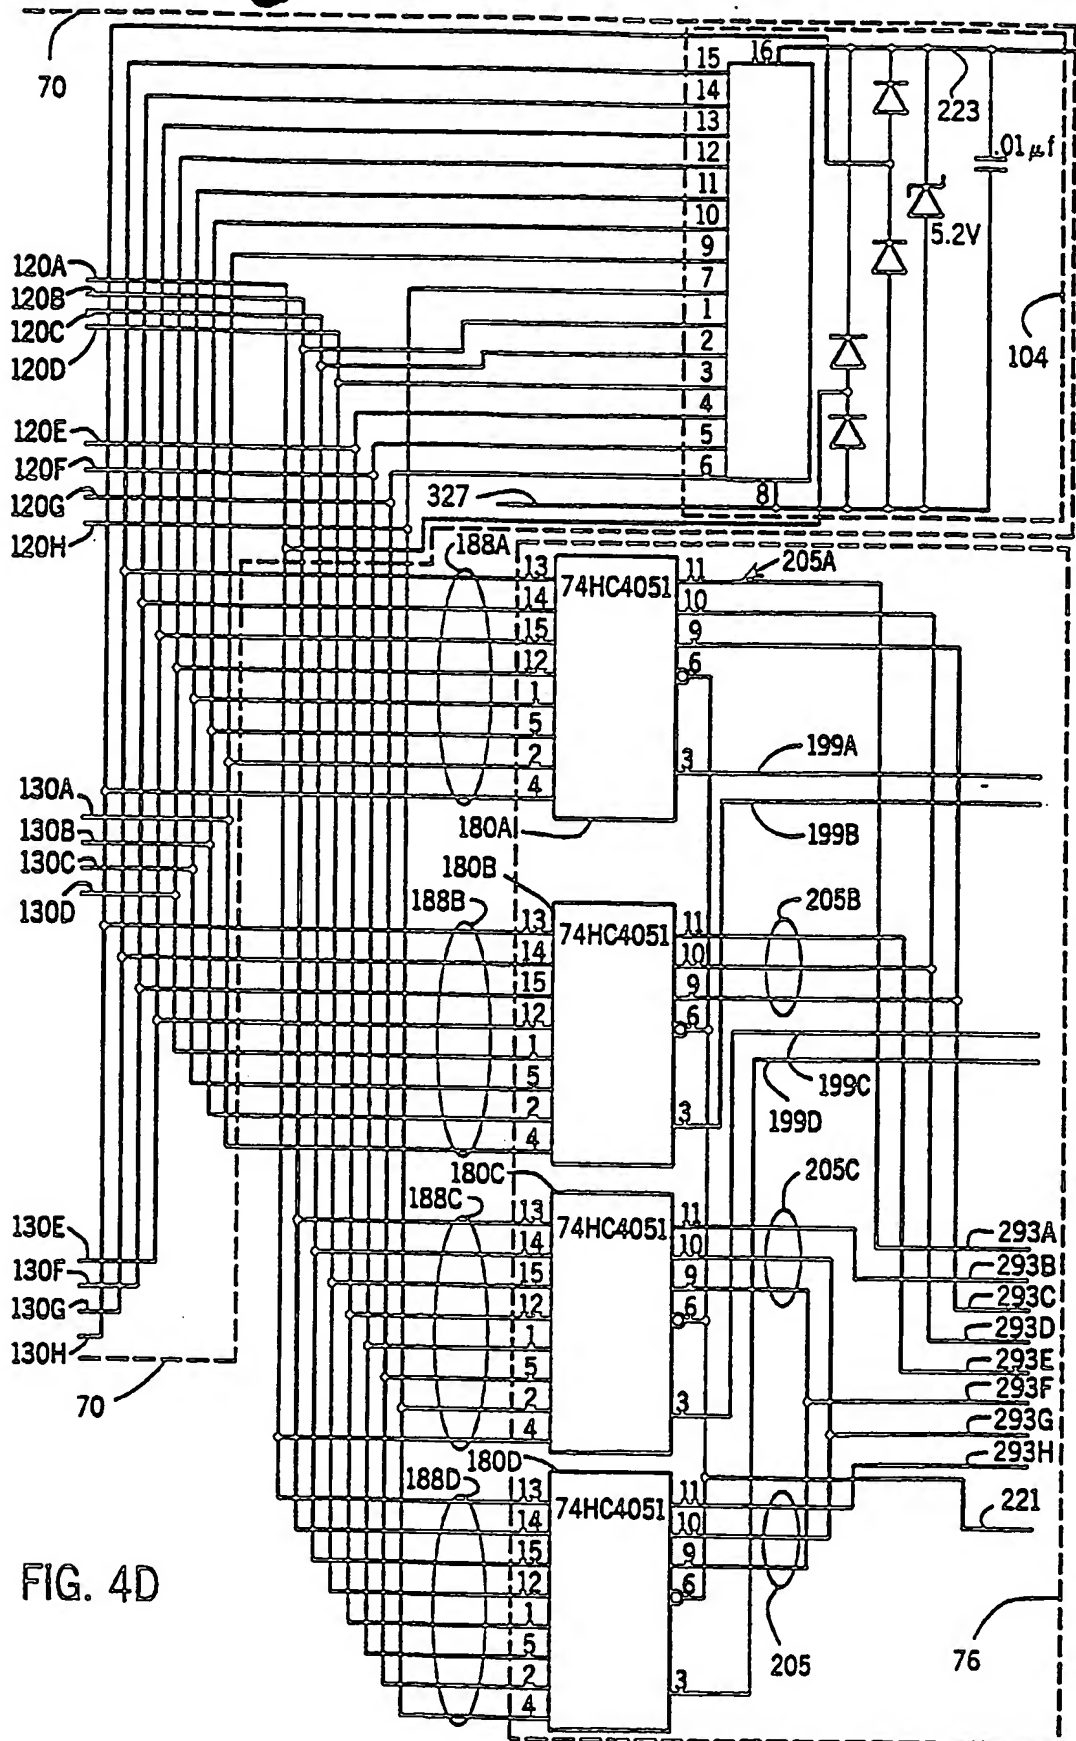 70
15
16
14
13
12
11
10
9
7
1
2
3
4
5
6
8
223
.01µf
5.2V
104
120A
120B
120C
120D
120E
120F
120G
120H
327
188A
13
14
15
12
1
5
2
4
74HC4051
11
10
9
6
3
205A
199A
199B
180A
130A
130B
130C
130D
180B
188B
13
14
15
12
1
5
2
4
74HC4051
11
10
9
6
3
205B
199C
199D
180C
188C
13
14
15
12
1
5
2
4
74HC4051
11
10
9
6
3
205C
130E
130F
130G
130H
70
293A
293B
293C
293D
293E
293F
293G
293H
221
180D
188D
13
14
15
12
1
5
2
4
74HC4051
11
10
9
6
3
205
76
FIG. 4D